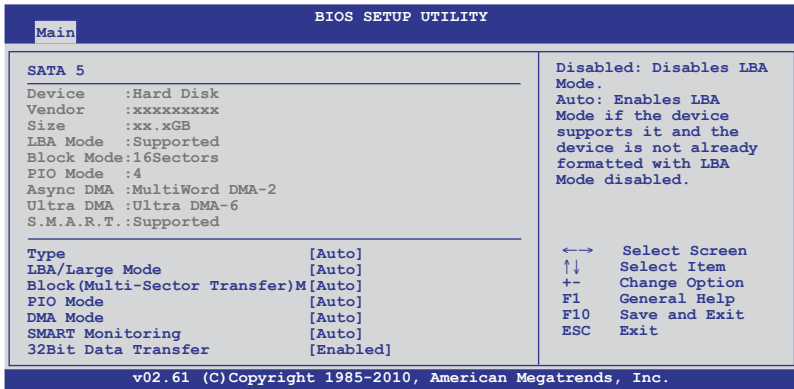 BIOS SETUP UTILITY
Main
SATA 5
Device :Hard Disk
Vendor :xxxxxxxxx
Size :xx.xGB
LBA Mode :Supported
Block Mode:16Sectors
PIO Mode :4
Async DMA :MultiWord DMA-2
Ultra DMA :Ultra DMA-6
S.M.A.R.T.:Supported
Type [Auto]
LBA/Large Mode [Auto]
Block(Multi-Sector Transfer)M[Auto]
PIO Mode [Auto]
DMA Mode [Auto]
SMART Monitoring [Auto]
32Bit Data Transfer [Enabled]
Disabled: Disables LBA
Mode.
Auto: Enables LBA
Mode if the device
supports it and the
device is not already
formatted with LBA
Mode disabled.
←→ Select Screen
↑↓ Select Item
+- Change Option
F1 General Help
F10 Save and Exit
ESC Exit
v02.61 (C)Copyright 1985-2010, American Megatrends, Inc.